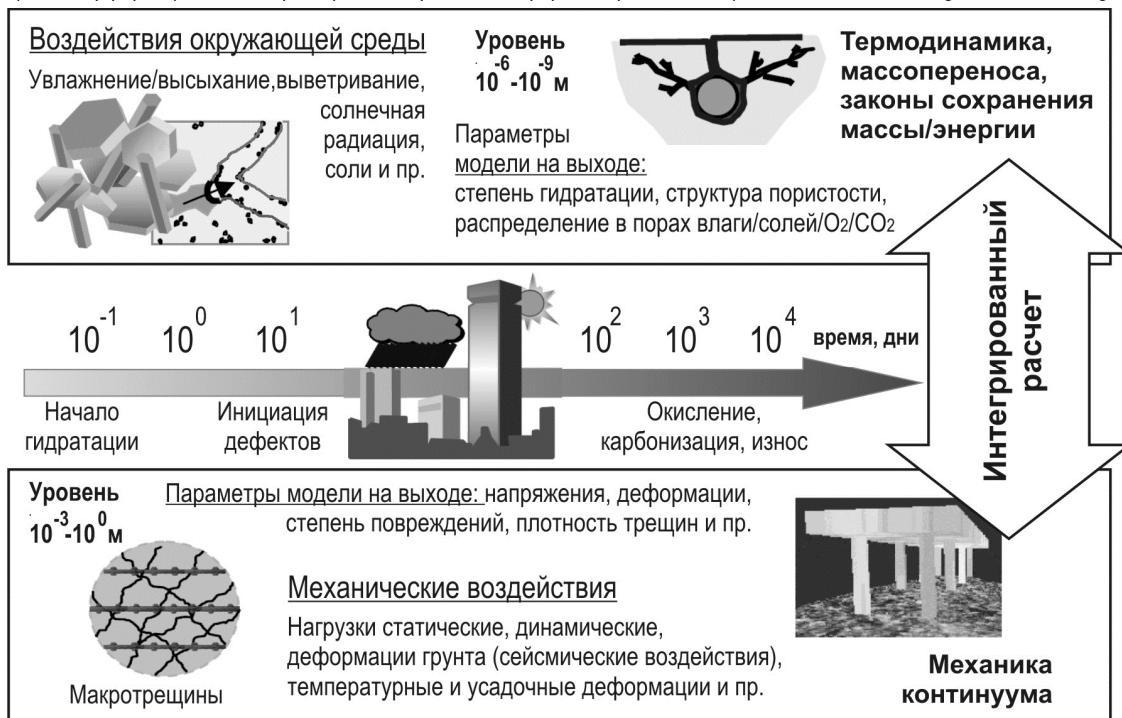 Воздействия окружающей среды
Увлажнение/высыхание,выветривание,
солнечная
радиация,
соли и пр.
Уровень
10⁻⁶-10⁻⁹ м
Параметры
модели на выходе:
степень гидратации, структура пористости,
распределение в порах влаги/солей/O₂/CO₂
Термодинамика,
массопереноса,
законы сохранения
массы/энергии
Интегрированный
расчет
10⁻¹ 10⁰ 10¹ 10² 10³ 10⁴ время, дни
Начало
гидратации
Инициация
дефектов
Окисление,
карбонизация, износ
Уровень
10⁻³-10⁰ м
Параметры модели на выходе: напряжения, деформации,
степень повреждений, плотность трещин и пр.
Механические воздействия
Нагрузки статические, динамические,
деформации грунта (сейсмические воздействия),
температурные и усадочные деформации и пр.
Макротрещины
Механика
континуума